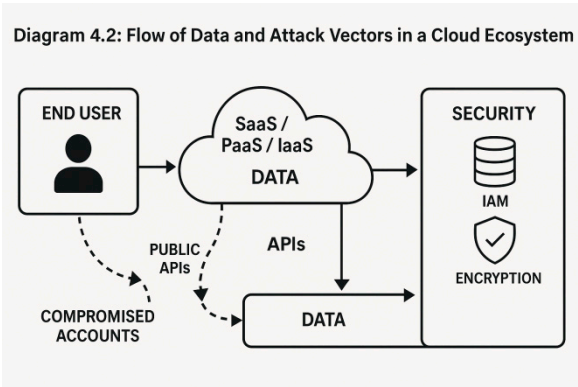 Diagram 4.2: Flow of Data and Attack Vectors in a Cloud Ecosystem
END USER
SaaS /
PaaS / IaaS
DATA
SECURITY
IAM
ENCRYPTION
PUBLIC
APIs
APIs
COMPROMISED
ACCOUNTS
DATA